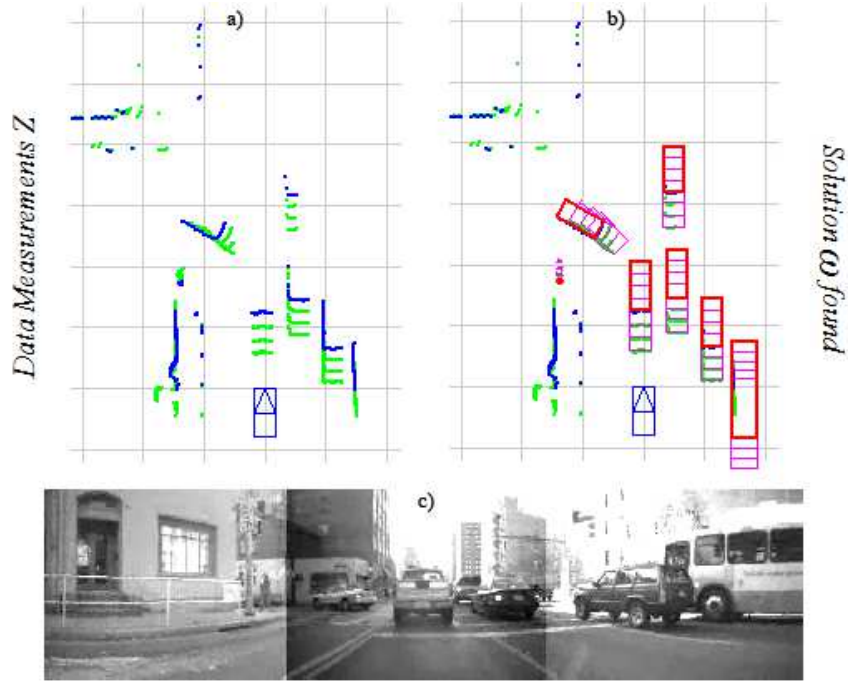 a)
b)
Data Measurements Z
Solution ω found
c)